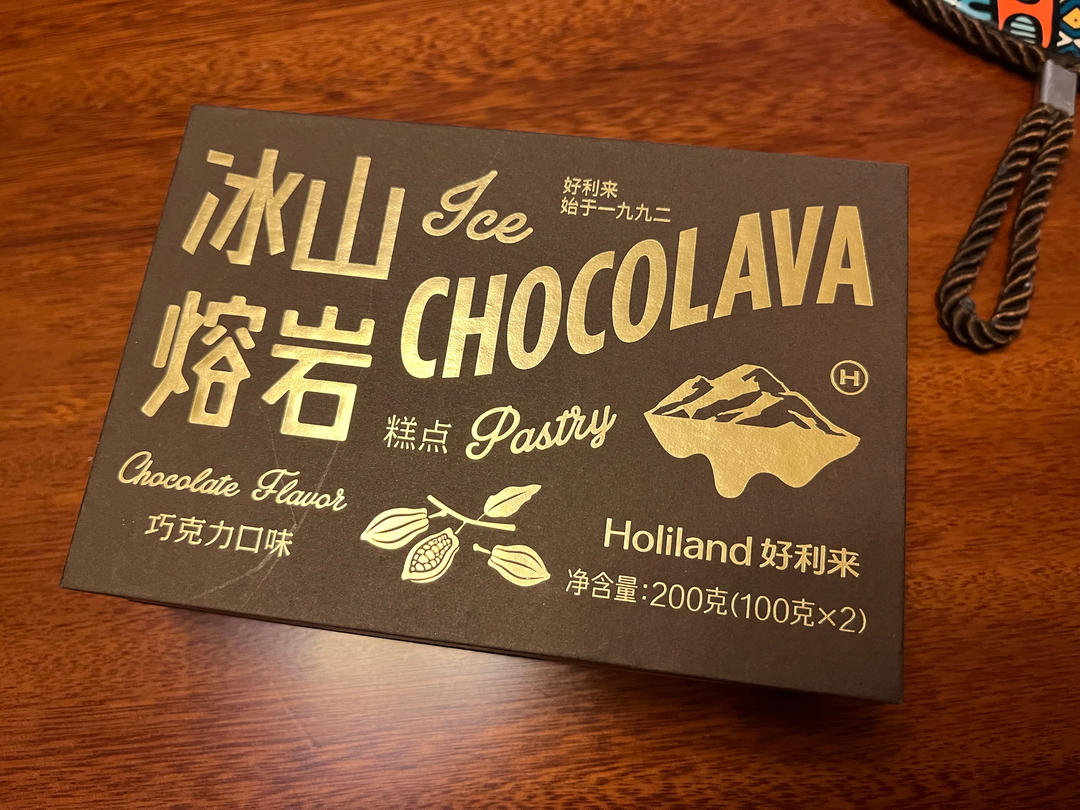 冰山
熔岩
Ice
好利来
始于一九九二
CHOCOLAVA
糕点 Pastry
H
Chocolate Flavor
巧克力口味
Holiland 好利来
净含量:200克(100克×2)